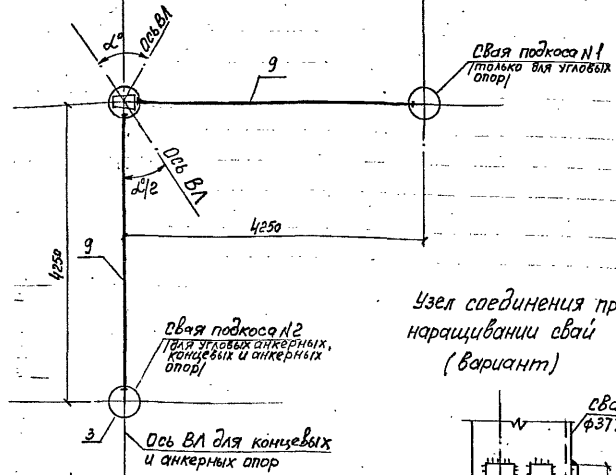 α°
Ось ВЛ
9
Свая подкоса N1
/только для угловых
опор/
Ось ВЛ
α°/2
4250
4250
9
Узел соединения пр
наращивании свай
(вариант)
Свая подкоса N2
/для угловых анкерных,
концевых и анкерных
опор/
3
Ось ВЛ для концевых
и анкерных опор
сва
ф37